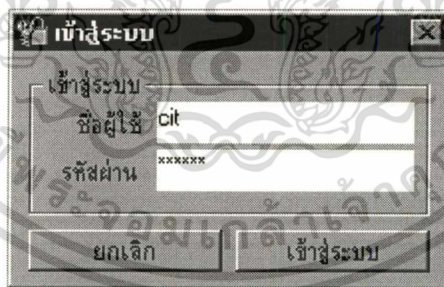 เข้าสู่ระบบ
เข้าสู่ระบบ
ชื่อผู้ใช้ cit
รหัสผ่าน ××××××
ยกเลิก เข้าสู่ระบบ